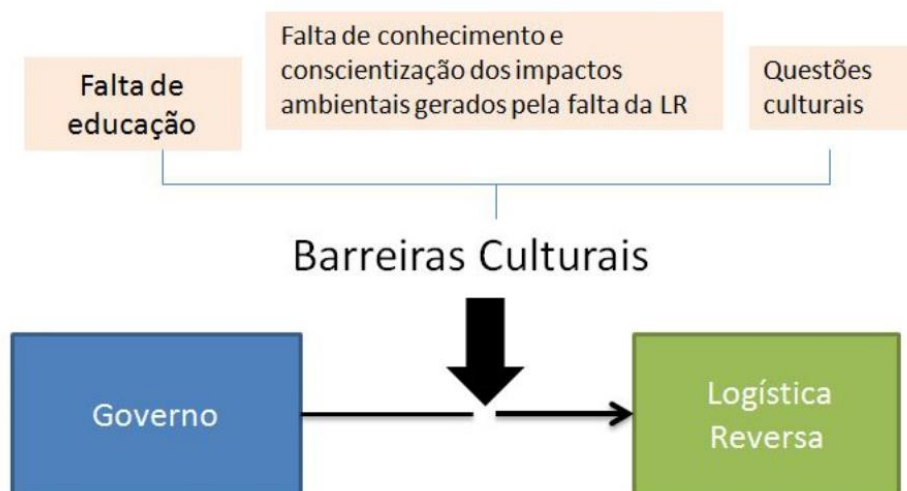 Falta de
educação
Falta de conhecimento e
conscientização dos impactos
ambientais gerados pela falta da LR
Questões
culturais
Barreiras Culturais
Governo
Logística
Reversa